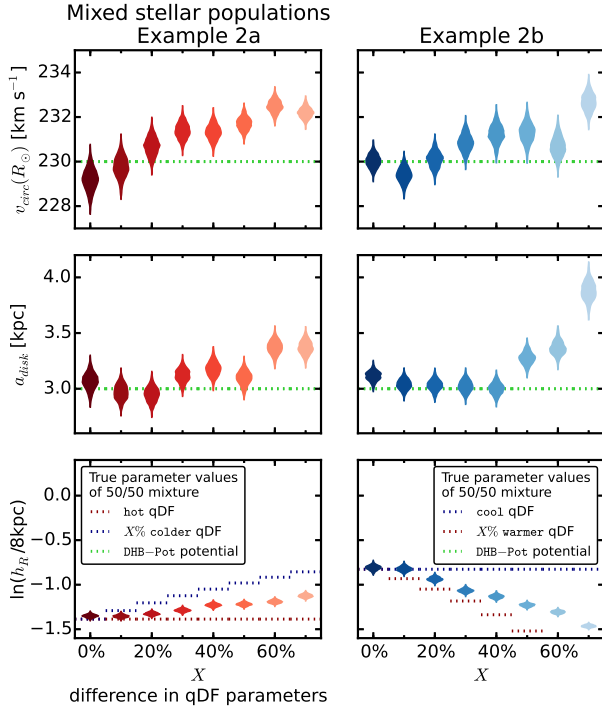 Mixed stellar populations
Example 2a
Example 2b
v_circ(R_⊙) [km s⁻¹]
234
232
230
228
a_disk [kpc]
4.0
3.5
3.0
ln(h_R/8kpc)
0.0
−0.5
−1.0
−1.5
True parameter values
of 50/50 mixture
hot qDF
X% colder qDF
DHB−Pot potential
True parameter values
of 50/50 mixture
cool qDF
X% warmer qDF
DHB−Pot potential
0% 20% 40% 60%
0% 20% 40% 60%
X
X
difference in qDF parameters